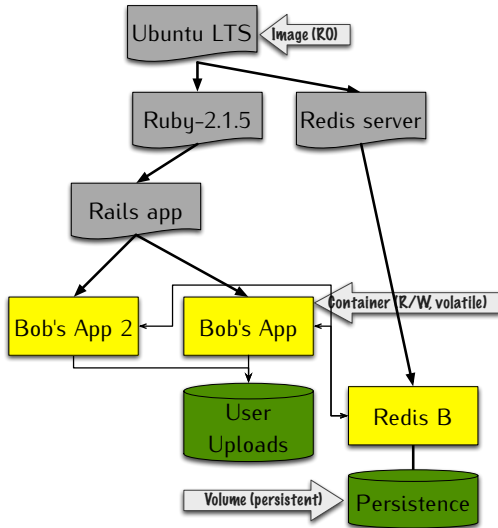 Ubuntu LTS
Image (RO)
Ruby-2.1.5
Redis server
Rails app
Container (R/W, volatile)
Bob's App 2
Bob's App
User
Uploads
Redis B
Volume (persistent)
Persistence